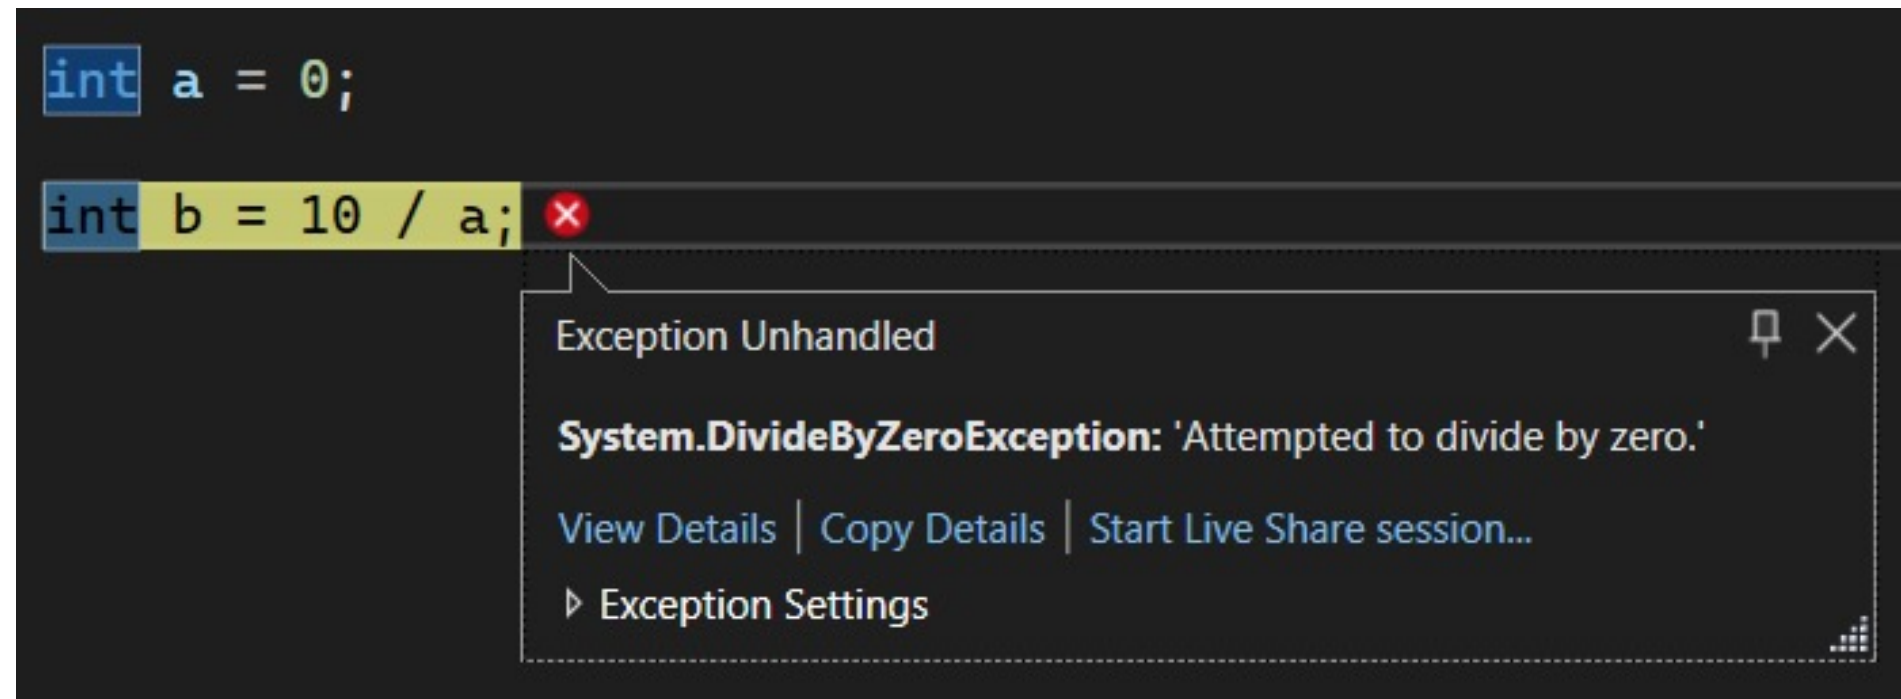 int a = 0;
int b = 10 / a;
Exception Unhandled
System.DivideByZeroException: 'Attempted to divide by zero.'
View Details | Copy Details | Start Live Share session...
Exception Settings